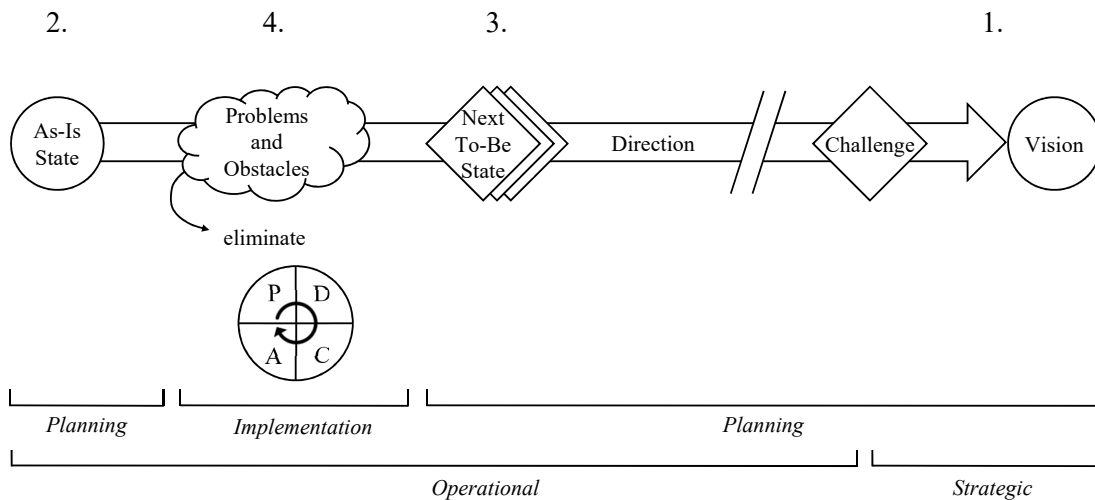 2.
4.
3.
1.
As-Is
State
Problems
and
Obstacles
Next
To-Be
State
Direction
Challenge
Vision
eliminate
P D
A C
Planning
Implementation
Planning
Operational
Strategic